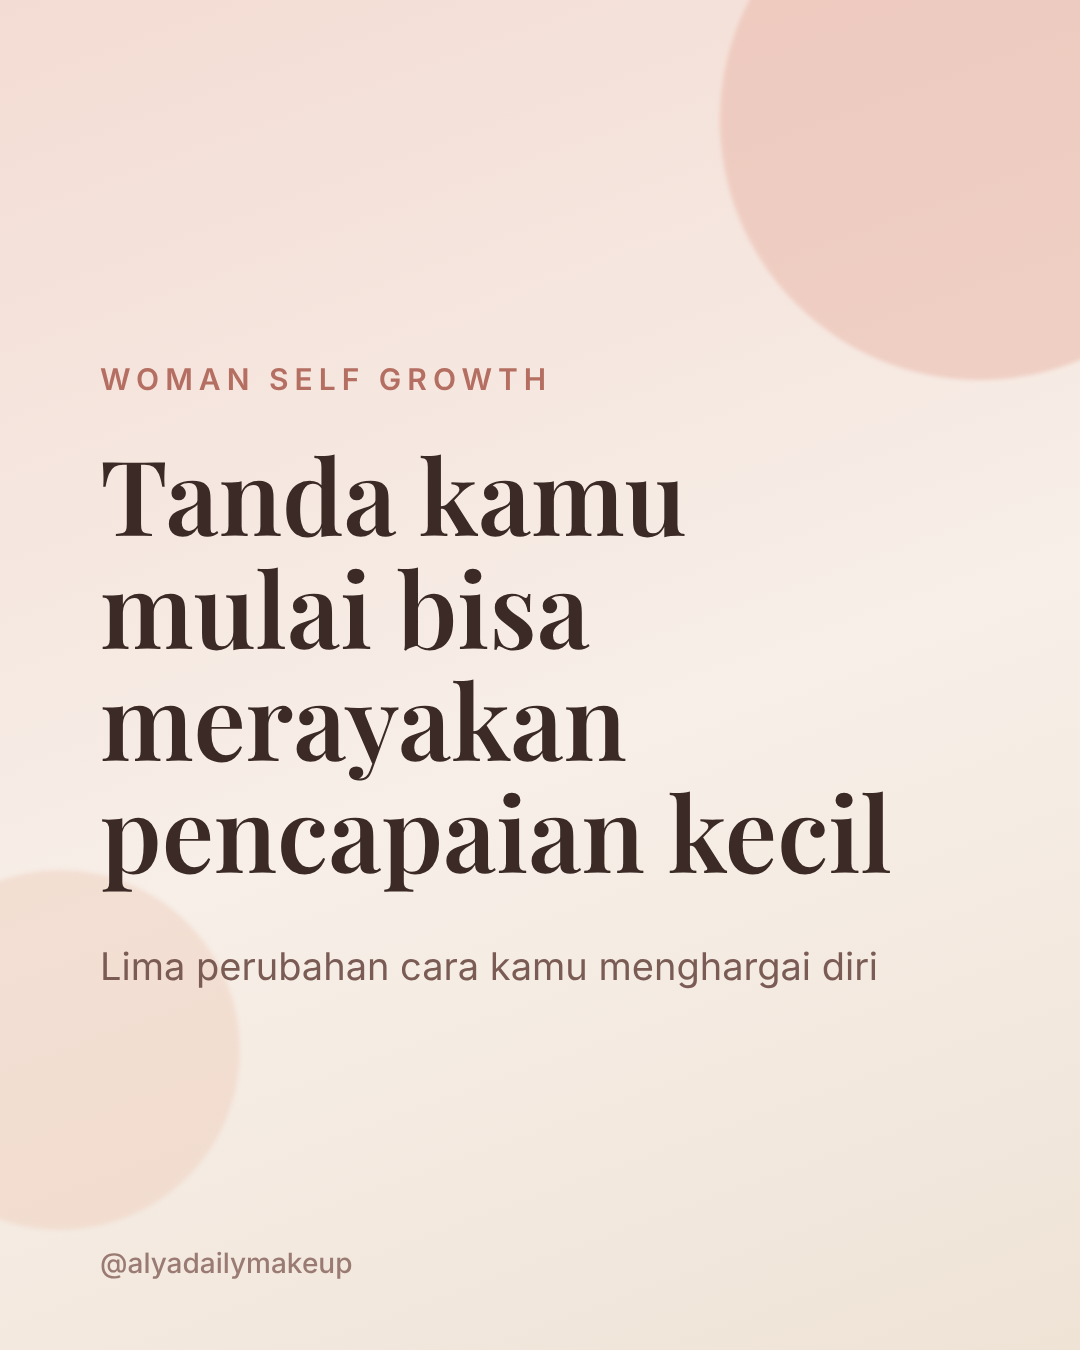 WOMAN SELF GROWTH
Tanda kamu
mulai bisa
merayakan
pencapaian kecil
Lima perubahan cara kamu menghargai diri
@alyadailymakeup